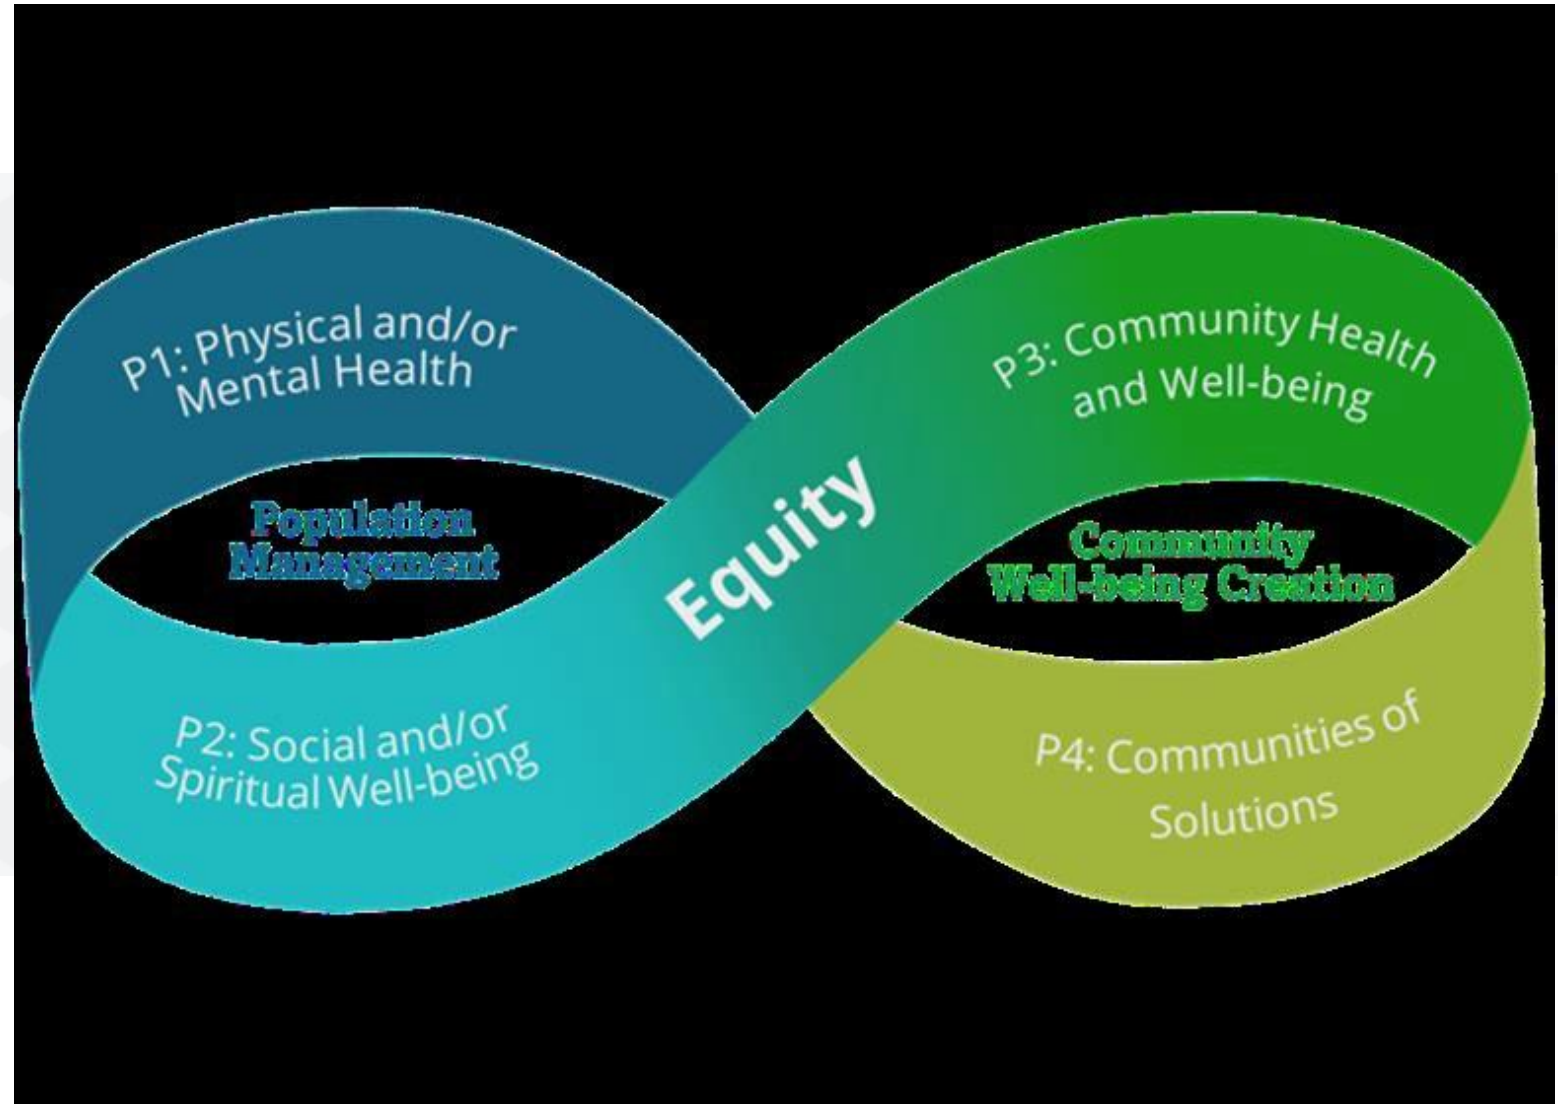 P1: Physical and/or
Mental Health
Population
Management
P2: Social and/or
Spiritual Well-being
Equity
P3: Community Health
and Well-being
Community
Well-being Creation
P4: Communities of
Solutions